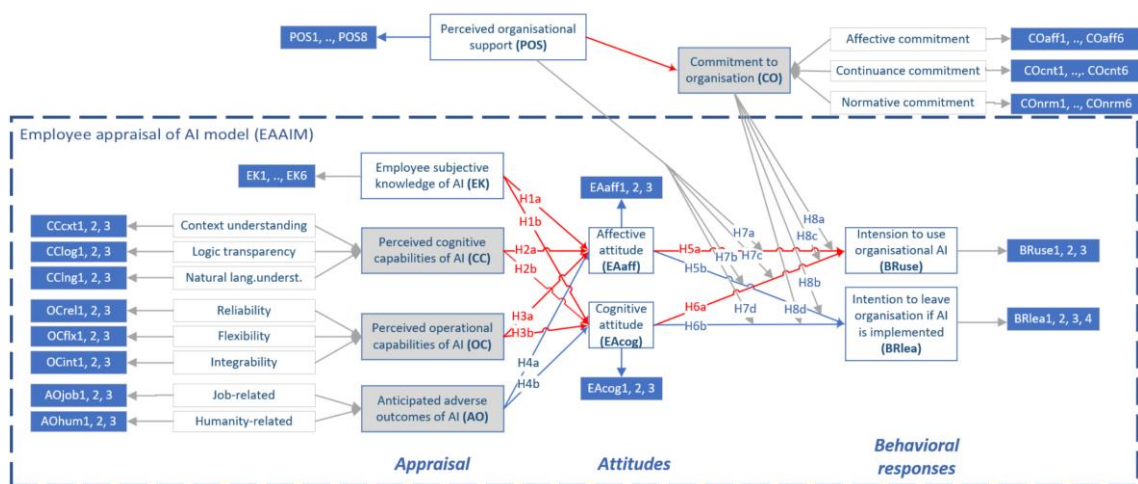 Perceived organisational
support (POS)
POS1, .., POS8
Commitment to
organisation (CO)
Affective commitment
COaff1, .., COaff6
Continuance commitment
COcnt1, ..,. COcnt6
Normative commitment
COnrm1, .., COnrm6
Employee appraisal of AI model (EAAIM)
Employee subjective
knowledge of AI (EK)
EK1, .., EK6
CCcxt1, 2, 3
Context understanding
CClog1, 2, 3
Logic transparency
CClng1, 2, 3
Natural lang.underst.
Perceived cognitive
capabilities of AI (CC)
OCrel1, 2, 3
Reliability
OCflx1, 2, 3
Flexibility
OCint1, 2, 3
Integrability
Perceived operational
capabilities of AI (OC)
AOjob1, 2, 3
Job-related
AOhum1, 2, 3
Humanity-related
Anticipated adverse
outcomes of AI (AO)
H1a
H1b
H2a
H2b
H3a
H3b
H4a
H4b
EAaff1, 2, 3
Affective
attitude
(EAaff)
Cognitive
attitude
(EAcog)
EAcog1, 2, 3
H5a
H5b
H6a
H6b
H7a
H7b
H7c
H7d
H8a
H8c
H8b
H8d
Intension to use
organisational AI
(BRuse)
BRuse1, 2, 3
Intention to leave
organisation if AI
is implemented
(BRlea)
BRlea1, 2, 3, 4
Appraisal
Attitudes
Behavioral
responses